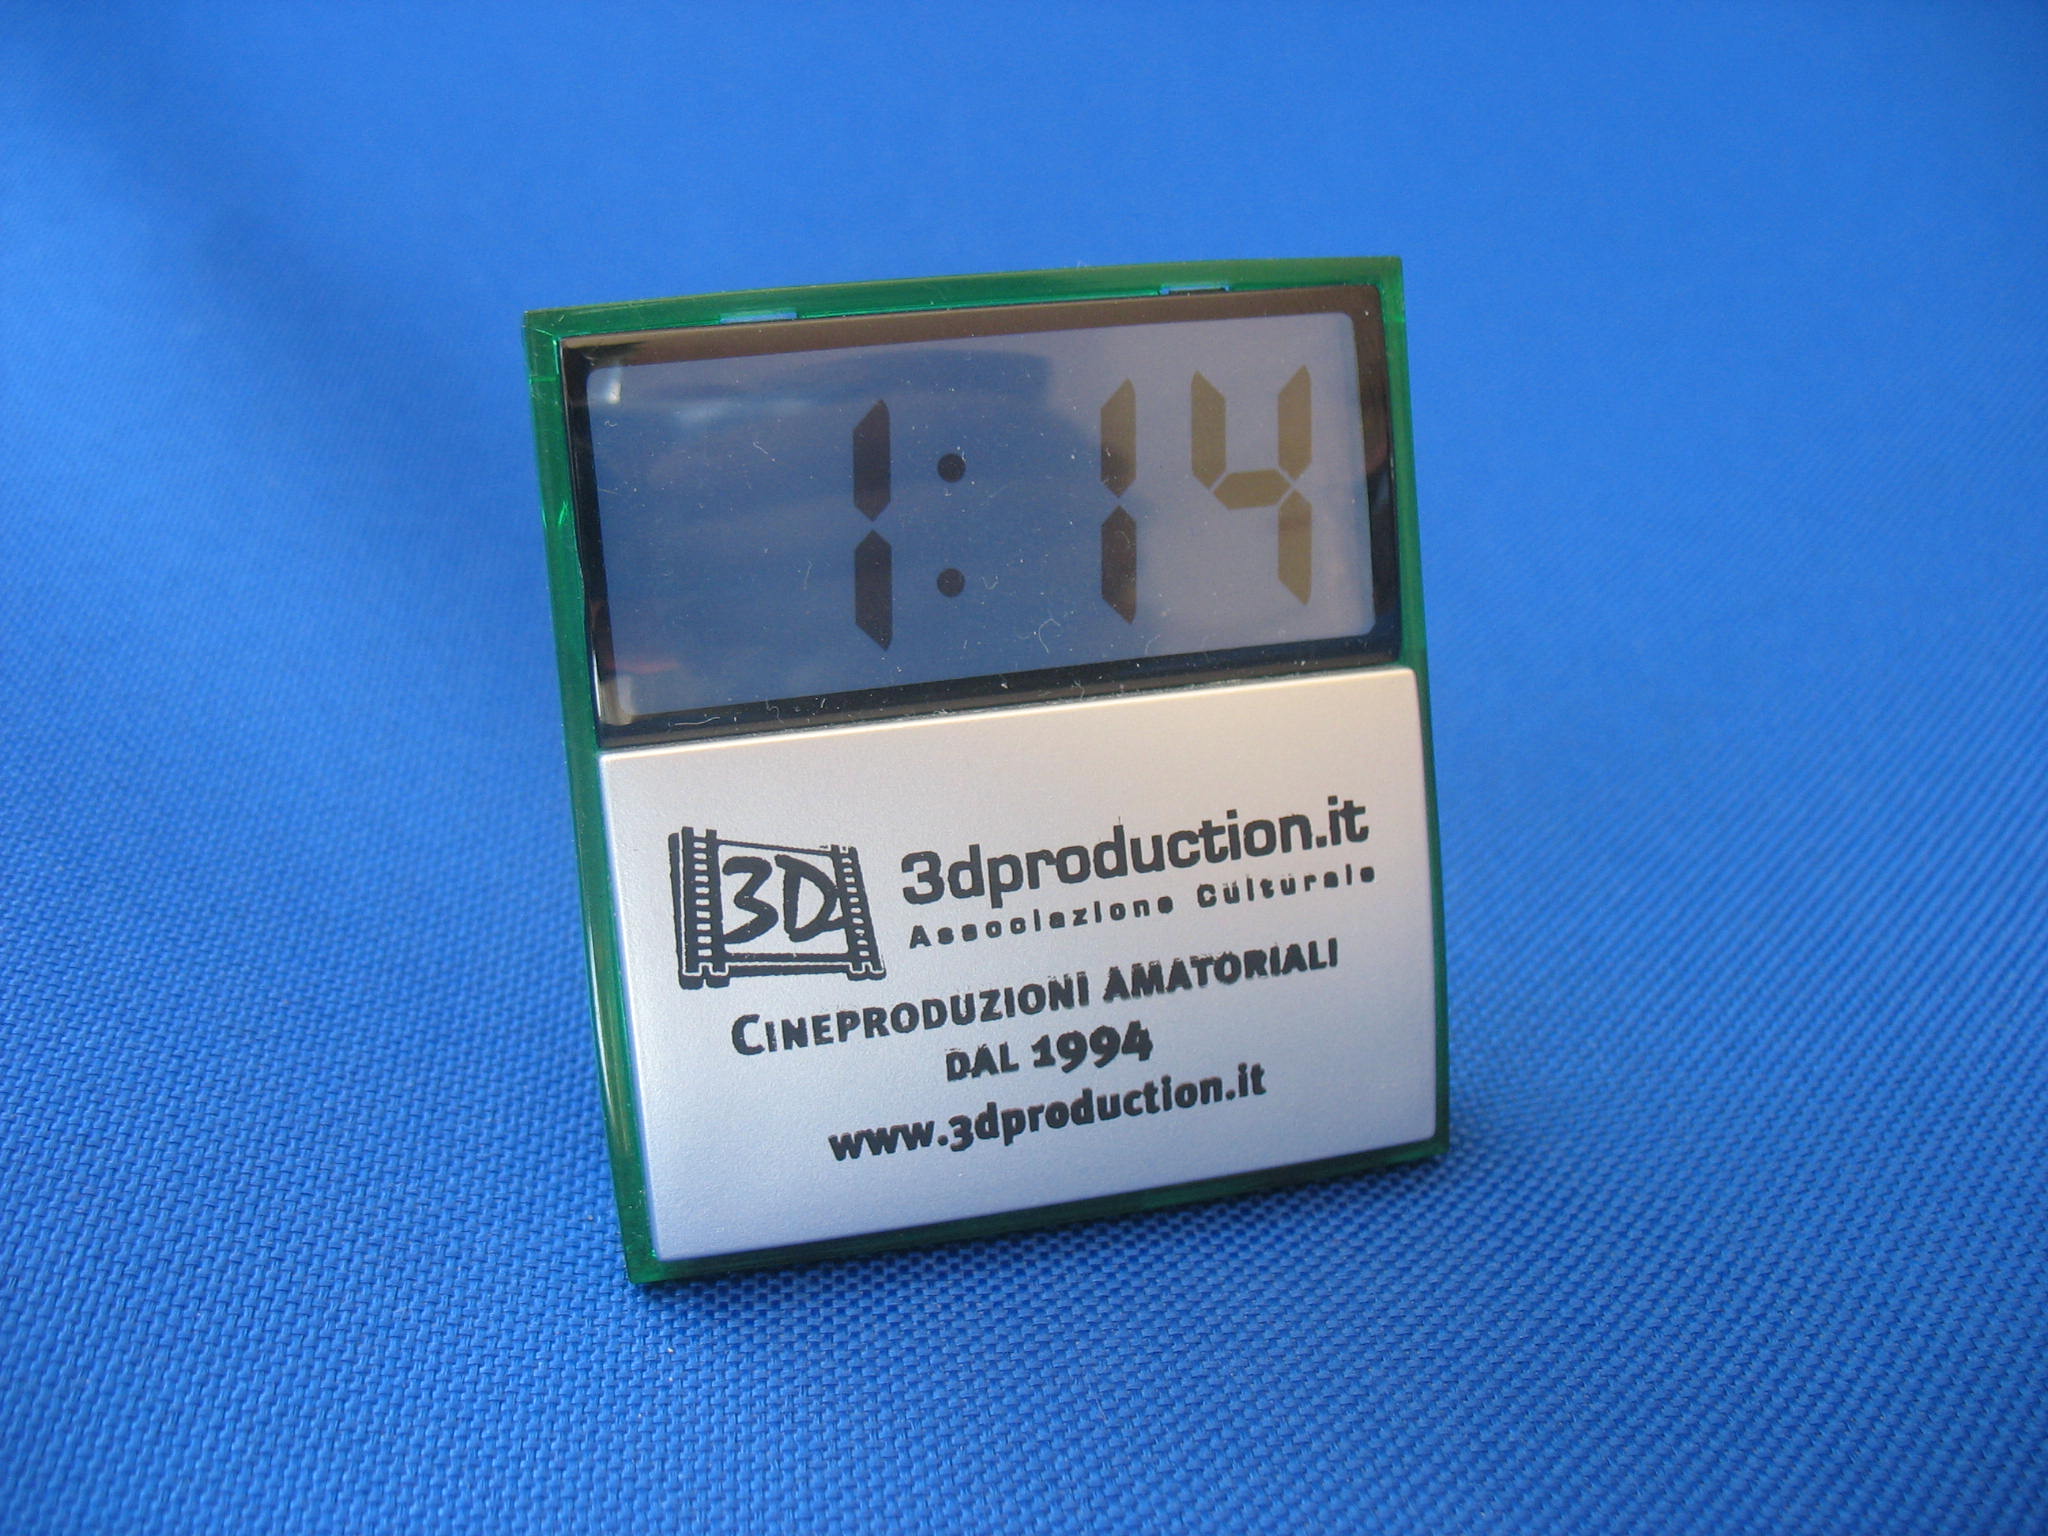 1:14
3D
3dproduction.it
Associazione Culturale
CINEPRODUZIONI AMATORIALI
DAL 1994
www.3dproduction.it